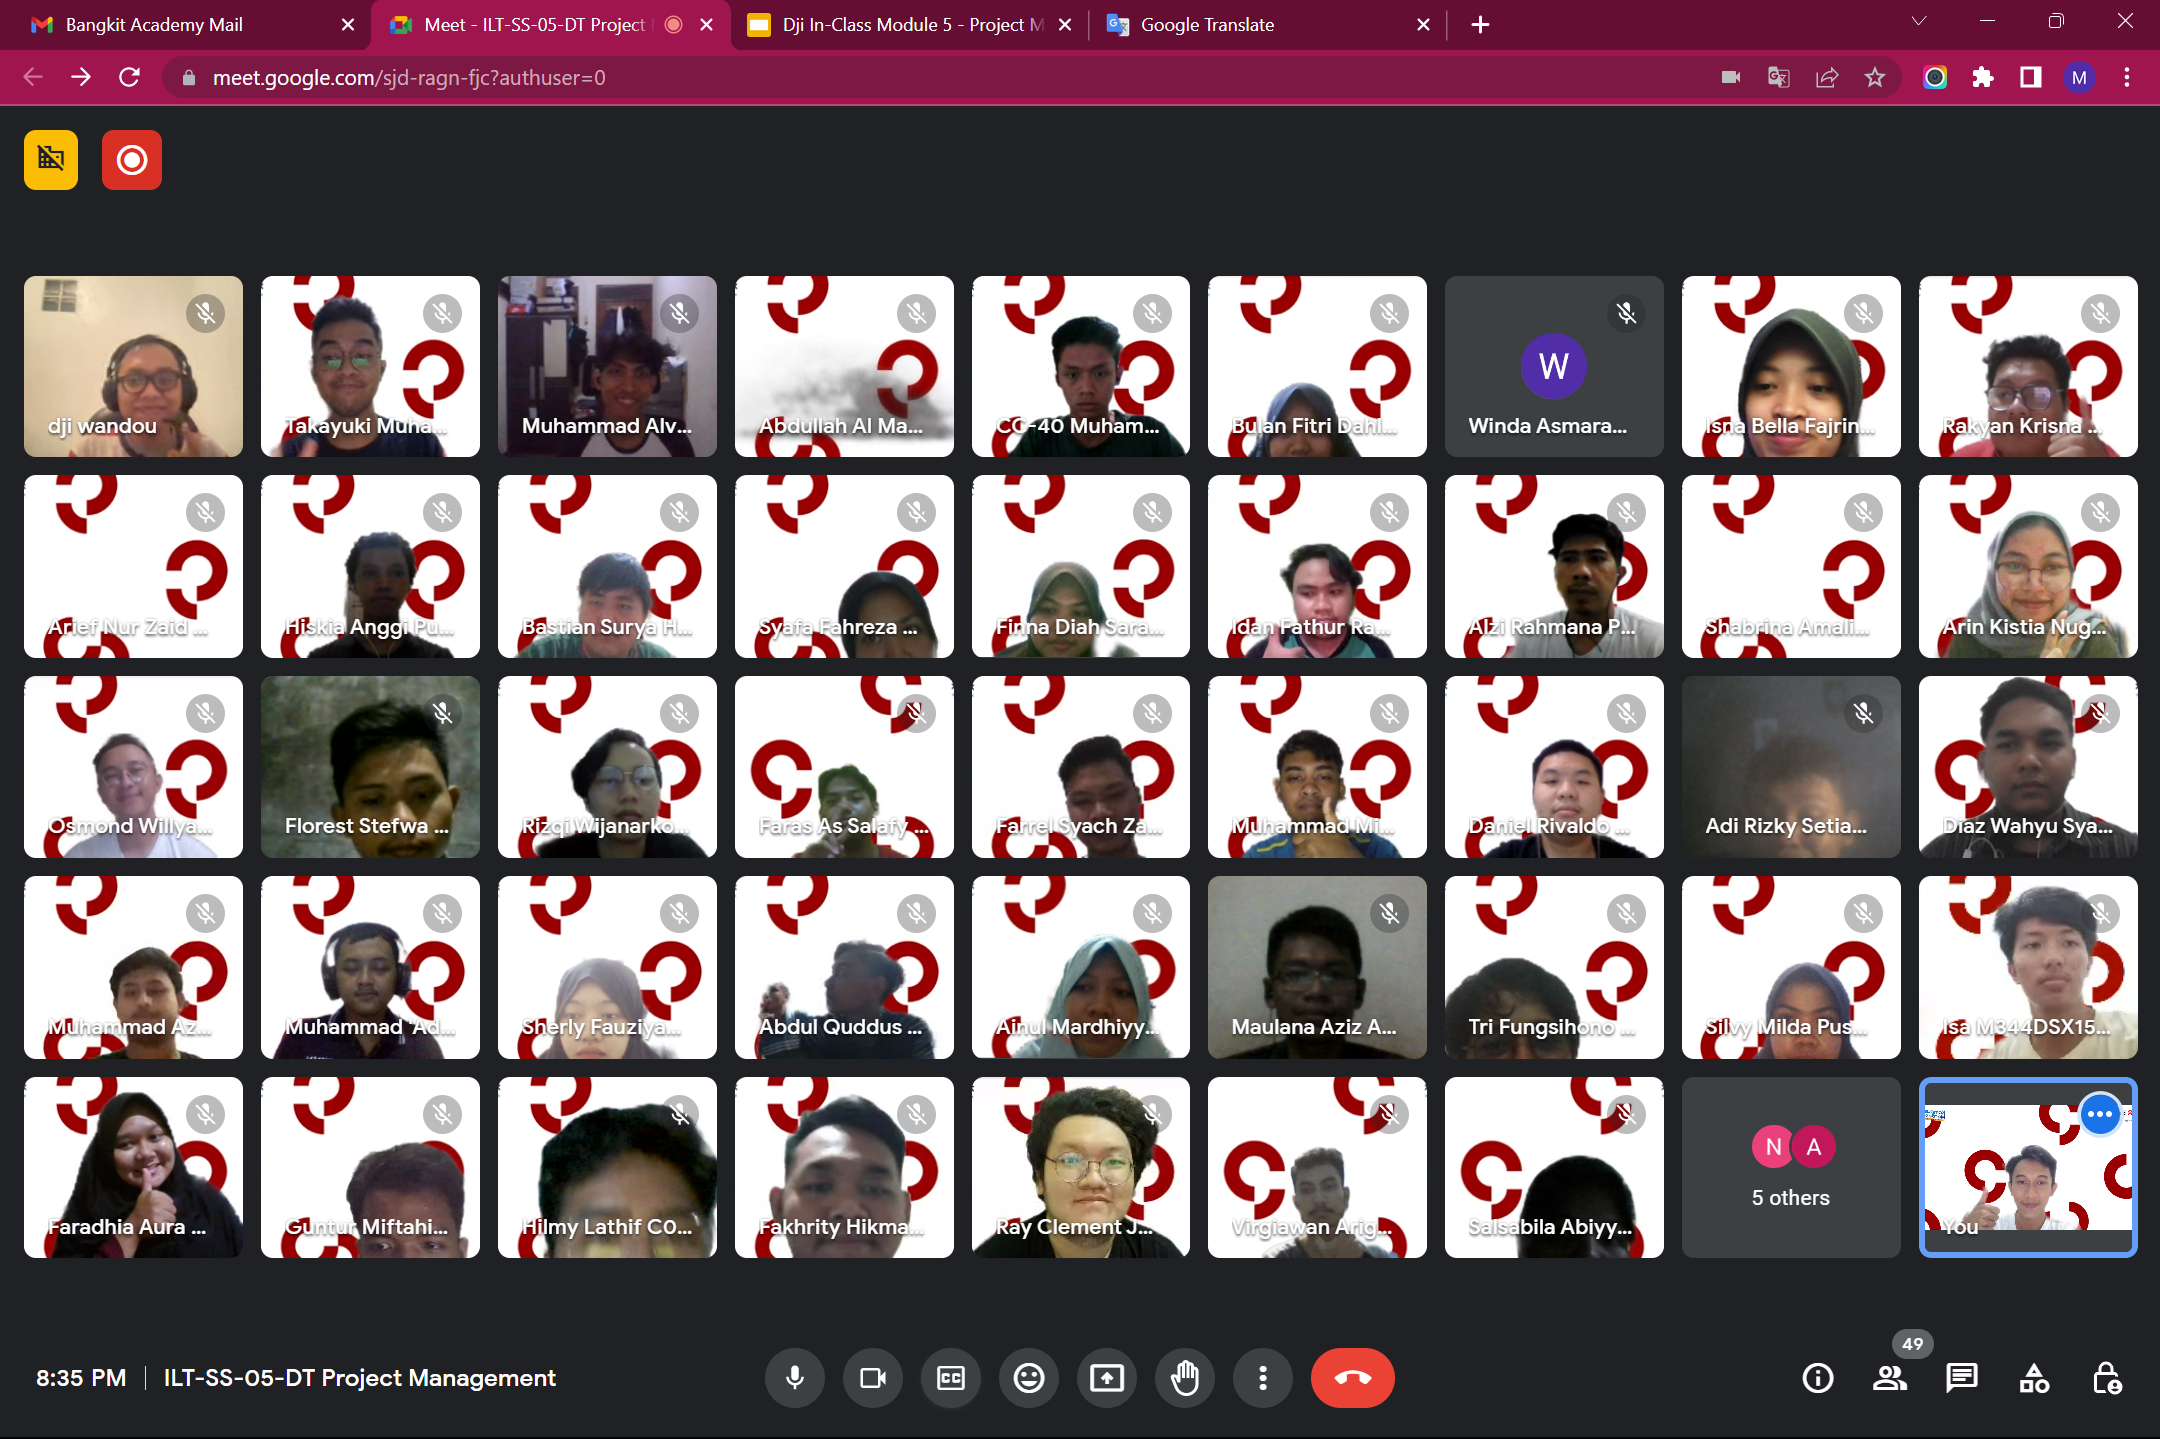 Bangkit Academy Mail
Meet - ILT-SS-05-DT Project
Dji In-Class Module 5 - Project M
Google Translate
meet.google.com/sjd-ragn-fjc?authuser=0
M
dji wandou
Takayuki Muha...
Muhammad Alv...
Abdullah Al Ma...
CC-40 Muham...
Bulan Fitri Dahl...
W
Winda Asmara...
Isna Bella Fajrin...
Rakyan Krisna ...
Arief Nur Zaid ...
Hiskia Anggi Pu...
Bastian Surya H...
Syafa Fahreza ...
Firina Diah Sara...
Idan Fathur Ra...
Alzi Rahmana P...
Shabrina Amali...
Arin Kistia Nug...
Osmond Willya...
Florest Stefwa ...
Rizqi Wijanarko...
Faras As Salafy ...
Farrel Syach Za...
Muhammad Mi...
Daniel Rivaldo ...
Adi Rizky Setia...
Diaz Wahyu Sya...
Muhammad Az...
Muhammad 'Ad...
Sherly Fauziya...
Abdul Quddus ...
Ainul Mardhiyy...
Maulana Aziz A...
Tri Fungsihono ...
Silvy Milda Pus...
Isa M344DSX15...
Faradhia Aura ...
Guntur Miftahi...
Hilmy Lathif C0...
Fakhrity Hikma...
Ray Clement J...
Virgiawan Arig...
Salsabila Abiyy...
N A
5 others
You
8:35 PM | ILT-SS-05-DT Project Management
CC
49